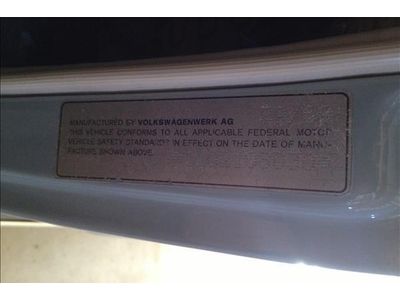 MANUFACTURED BY VOLKSWAGENWERK AG
THIS VEHICLE CONFORMS TO ALL APPLICABLE FEDERAL MOTOR
VEHICLE SAFETY STANDARDS IN EFFECT ON THE DATE OF MANU-
FACTURE SHOWN ABOVE.